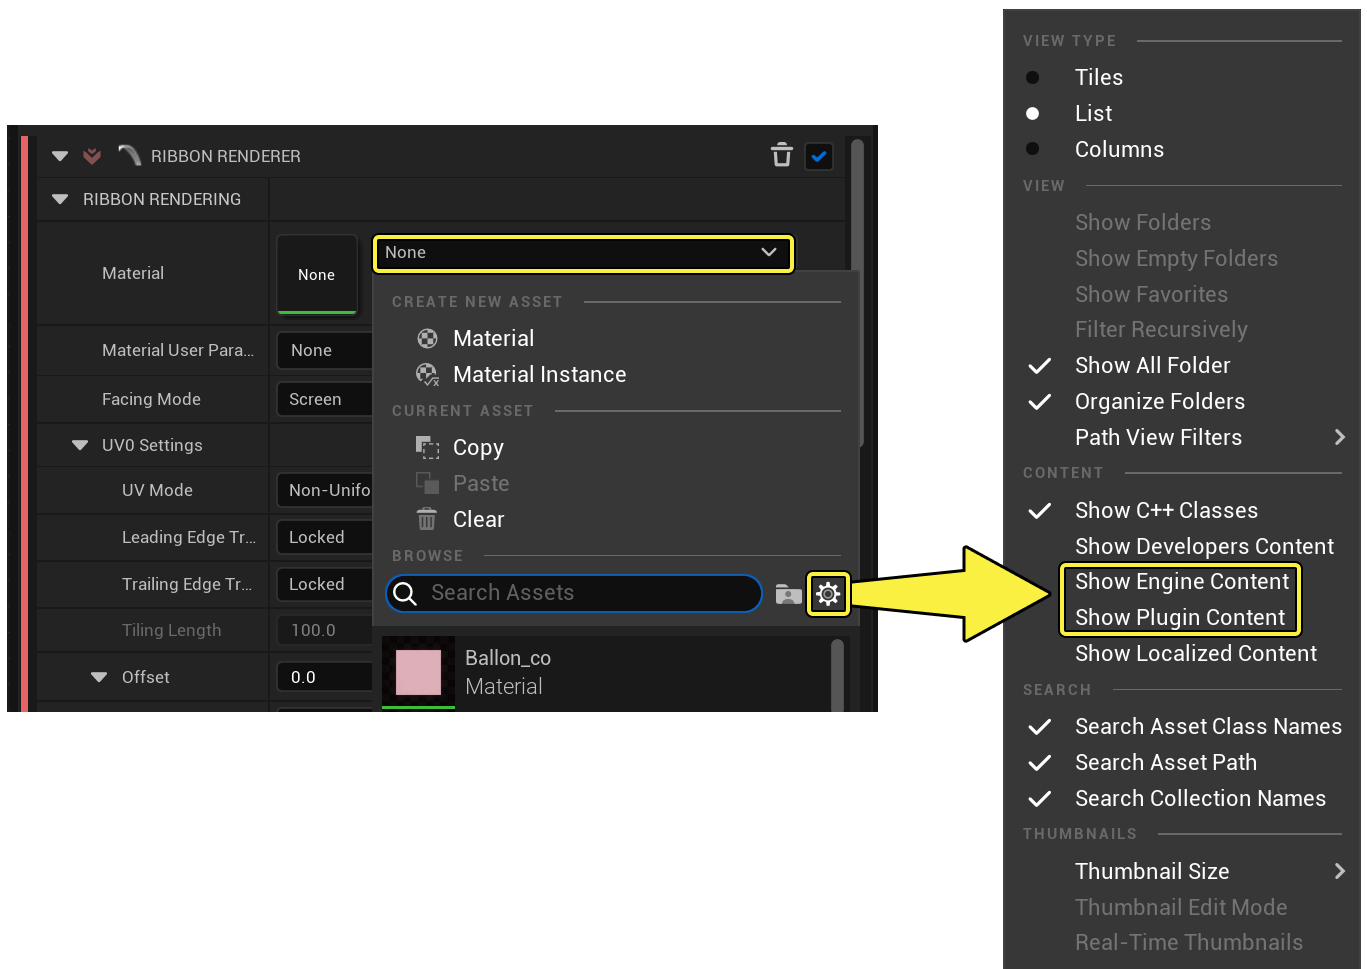 RIBBON RENDERER
RIBBON RENDERING
Material
None
None
Material User Para...
None
Facing Mode
Screen
UV0 Settings
UV Mode
Non-Unifo
Leading Edge Tr...
Locked
Trailing Edge Tr...
Locked
Tiling Length
100.0
Offset
0.0
CREATE NEW ASSET
Material
Material Instance
CURRENT ASSET
Copy
Paste
Clear
BROWSE
Search Assets
Ballon_co
Material
VIEW TYPE
Tiles
List
Columns
VIEW
Show Folders
Show Empty Folders
Show Favorites
Filter Recursively
Show All Folder
Organize Folders
Path View Filters
CONTENT
Show C++ Classes
Show Developers Content
Show Engine Content
Show Plugin Content
Show Localized Content
SEARCH
Search Asset Class Names
Search Asset Path
Search Collection Names
THUMBNAILS
Thumbnail Size
Thumbnail Edit Mode
Real-Time Thumbnails